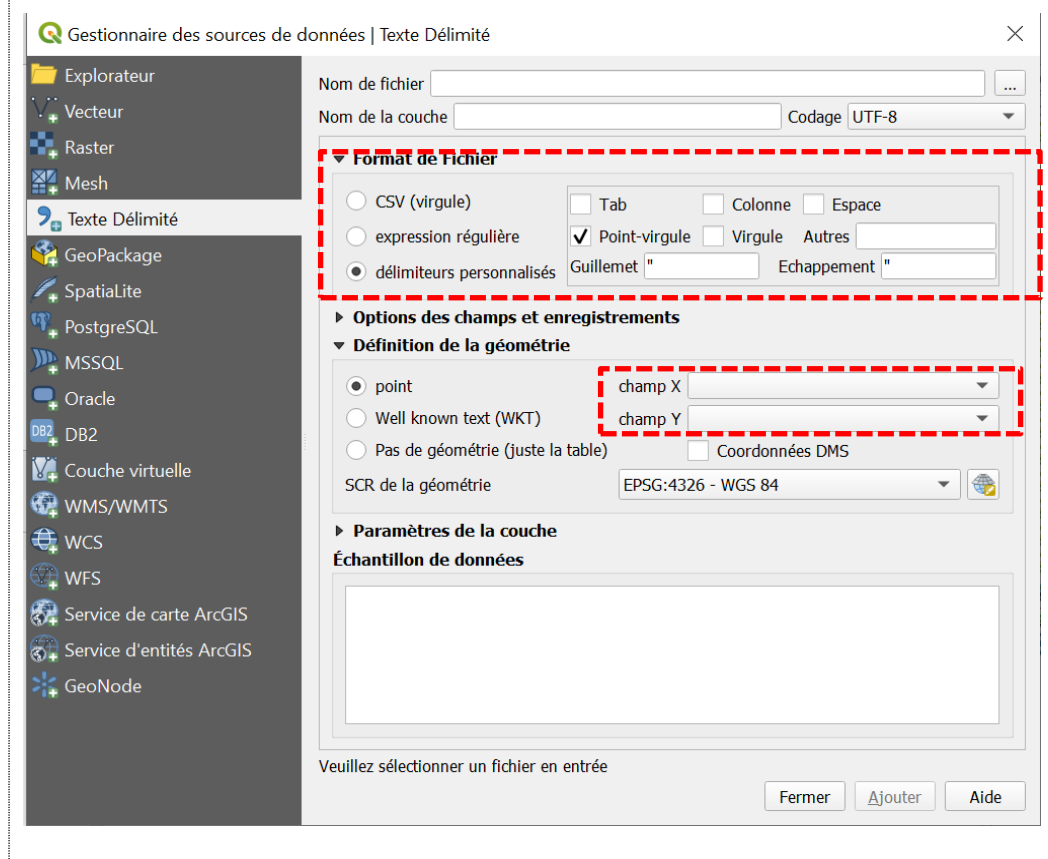 Gestionnaire des sources de données | Texte Délimité
Explorateur
Vecteur
Raster
Mesh
Texte Délimité
GeoPackage
SpatiaLite
PostgreSQL
MSSQL
Oracle
DB2 DB2
Couche virtuelle
WMS/WMTS
WCS
WFS
Service de carte ArcGIS
Service d'entités ArcGIS
GeoNode
Nom de fichier ...
Nom de la couche Codage UTF-8
Format de Fichier
CSV (virgule) Tab Colonne Espace
expression régulière Point-virgule Virgule Autres
délimiteurs personnalisés Guillemet " Echappement "
Options des champs et enregistrements
Définition de la géométrie
point champ X
Well known text (WKT) champ Y
Pas de géométrie (juste la table) Coordonnées DMS
SCR de la géométrie EPSG:4326 - WGS 84
Paramètres de la couche
Échantillon de données
Veuillez sélectionner un fichier en entrée
Fermer Ajouter Aide